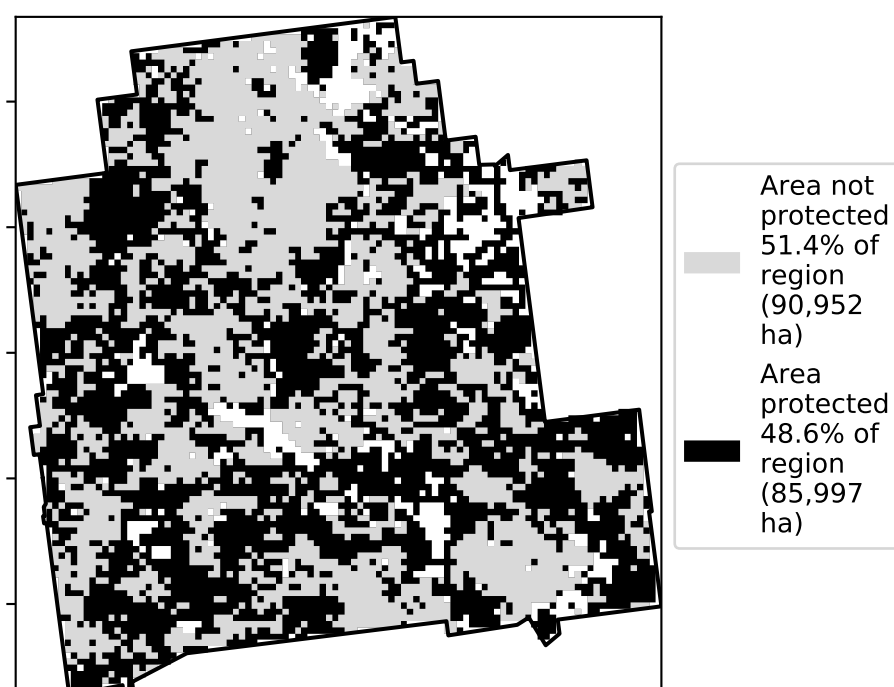 Area not
protected
51.4% of
region
(90,952
ha)
Area
protected
48.6% of
region
(85,997
ha)